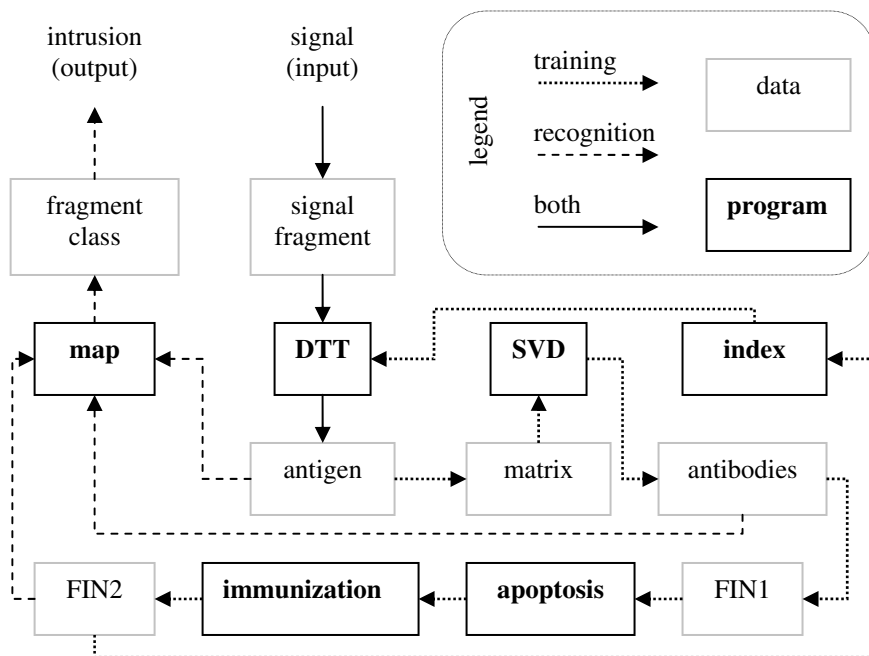 intrusion
(output)
signal
(input)
legend
training
recognition
both
data
program
fragment
class
signal
fragment
map
DTT
SVD
index
antigen
matrix
antibodies
FIN2
immunization
apoptosis
FIN1